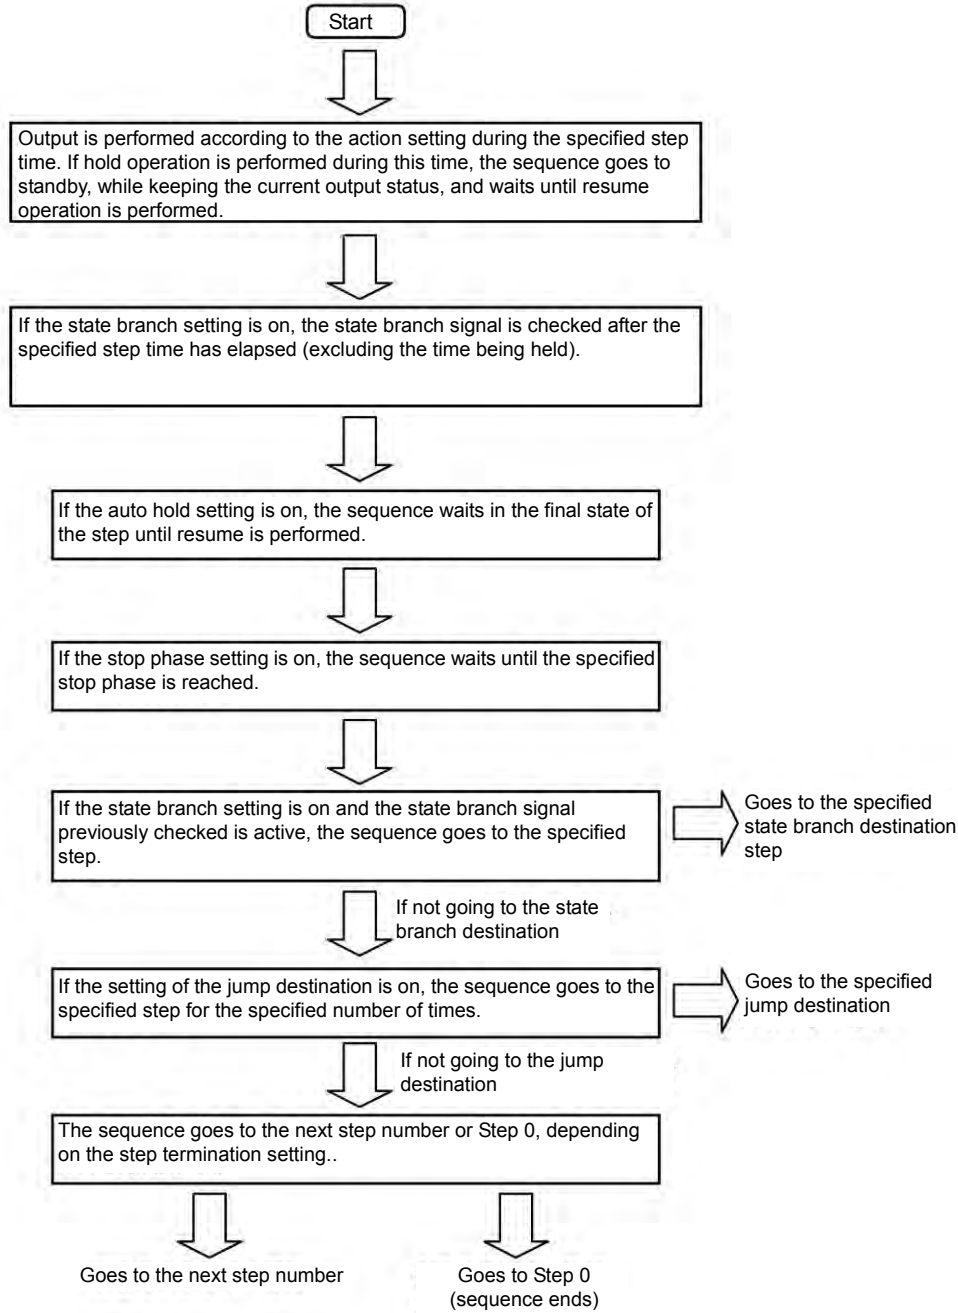 Start
Output is performed according to the action setting during the specified step
time. If hold operation is performed during this time, the sequence goes to
standby, while keeping the current output status, and waits until resume
operation is performed.
If the state branch setting is on, the state branch signal is checked after the
specified step time has elapsed (excluding the time being held).
If the auto hold setting is on, the sequence waits in the final state of
the step until resume is performed.
If the stop phase setting is on, the sequence waits until the specified
stop phase is reached.
If the state branch setting is on and the state branch signal
previously checked is active, the sequence goes to the specified
step.
Goes to the specified
state branch destination
step
If not going to the state
branch destination
If the setting of the jump destination is on, the sequence goes to the
specified step for the specified number of times.
Goes to the specified
jump destination
If not going to the jump
destination
The sequence goes to the next step number or Step 0, depending
on the step termination setting..
Goes to the next step number
Goes to Step 0
(sequence ends)